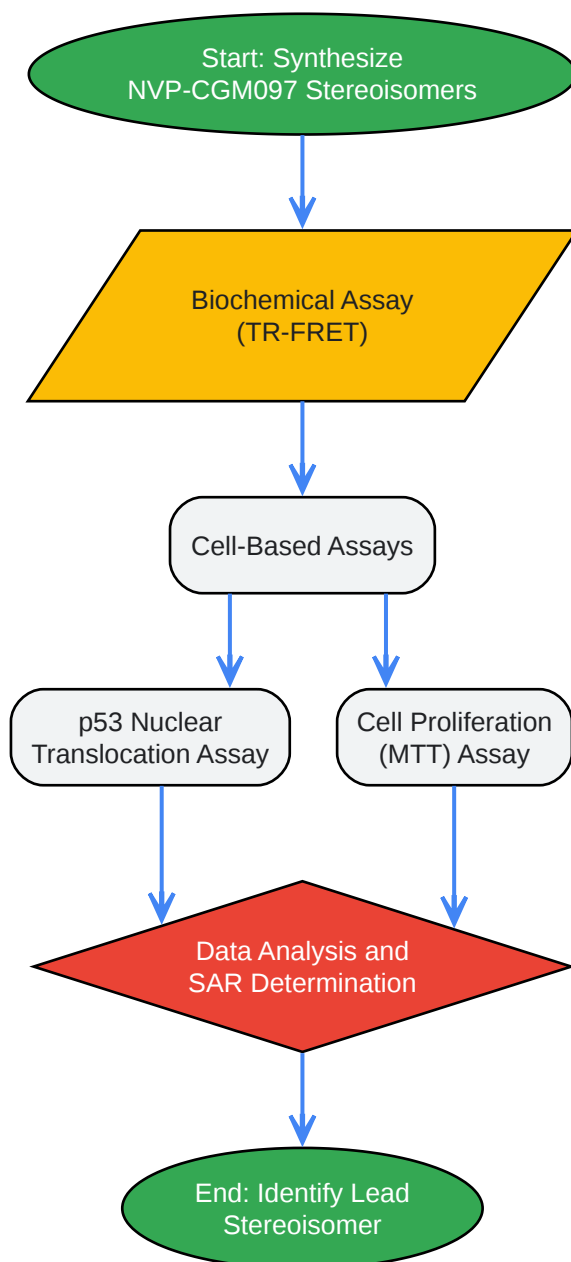 Start: Synthesize
NVP-CGM097 Stereoisomers
Biochemical Assay
(TR-FRET)
Cell-Based Assays
p53 Nuclear
Translocation Assay
Cell Proliferation
(MTT) Assay
Data Analysis and
SAR Determination
End: Identify Lead
Stereoisomer